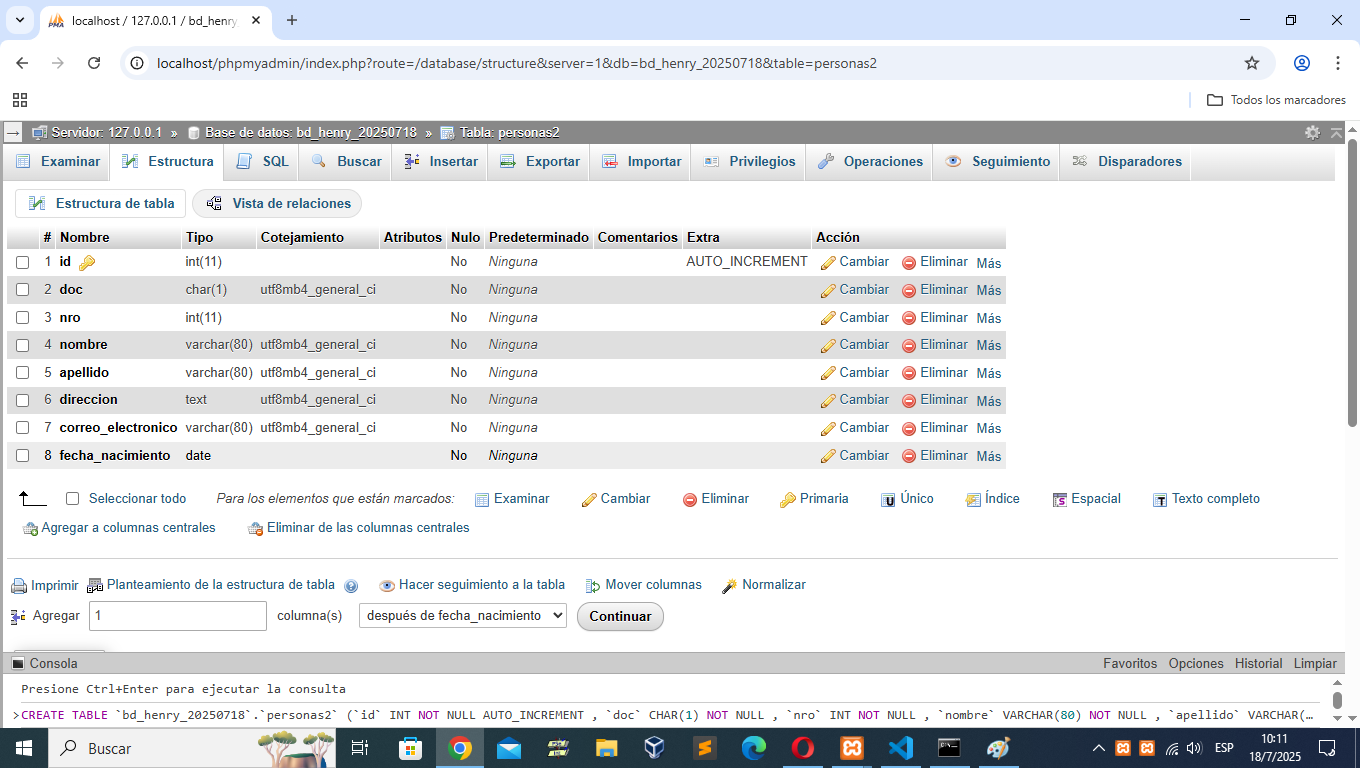 localhost / 127.0.0.1 / bd_henry
localhost/phpmyadmin/index.php?route=/database/structure&server=1&db=bd_henry_20250718&table=personas2
Todos los marcadores
Servidor: 127.0.0.1 » Base de datos: bd_henry_20250718 » Tabla: personas2
Examinar Estructura SQL Buscar Insertar Exportar Importar Privilegios Operaciones Seguimiento Disparadores
Estructura de tabla Vista de relaciones
# Nombre Tipo Cotejamiento Atributos Nulo Predeterminado Comentarios Extra Acción
1 id int(11) No Ninguna AUTO_INCREMENT Cambiar Eliminar Más
2 doc char(1) utf8mb4_general_ci No Ninguna Cambiar Eliminar Más
3 nro int(11) No Ninguna Cambiar Eliminar Más
4 nombre varchar(80) utf8mb4_general_ci No Ninguna Cambiar Eliminar Más
5 apellido varchar(80) utf8mb4_general_ci No Ninguna Cambiar Eliminar Más
6 direccion text utf8mb4_general_ci No Ninguna Cambiar Eliminar Más
7 correo_electronico varchar(80) utf8mb4_general_ci No Ninguna Cambiar Eliminar Más
8 fecha_nacimiento date No Ninguna Cambiar Eliminar Más
Seleccionar todo Para los elementos que están marcados: Examinar Cambiar Eliminar Primaria Único Índice Espacial Texto completo
Agregar a columnas centrales Eliminar de las columnas centrales
Imprimir Planteamiento de la estructura de tabla Hacer seguimiento a la tabla Mover columnas Normalizar
Agregar 1 columna(s) después de fecha_nacimiento Continuar
Consola Favoritos Opciones Historial Limpiar
Presione Ctrl+Enter para ejecutar la consulta
>CREATE TABLE `bd_henry_20250718`.`personas2` (`id` INT NOT NULL AUTO_INCREMENT , `doc` CHAR(1) NOT NULL , `nro` INT NOT NULL , `nombre` VARCHAR(80) NOT NULL , `apellido` VARCHAR(…
Buscar
ESP
10:11
18/7/2025